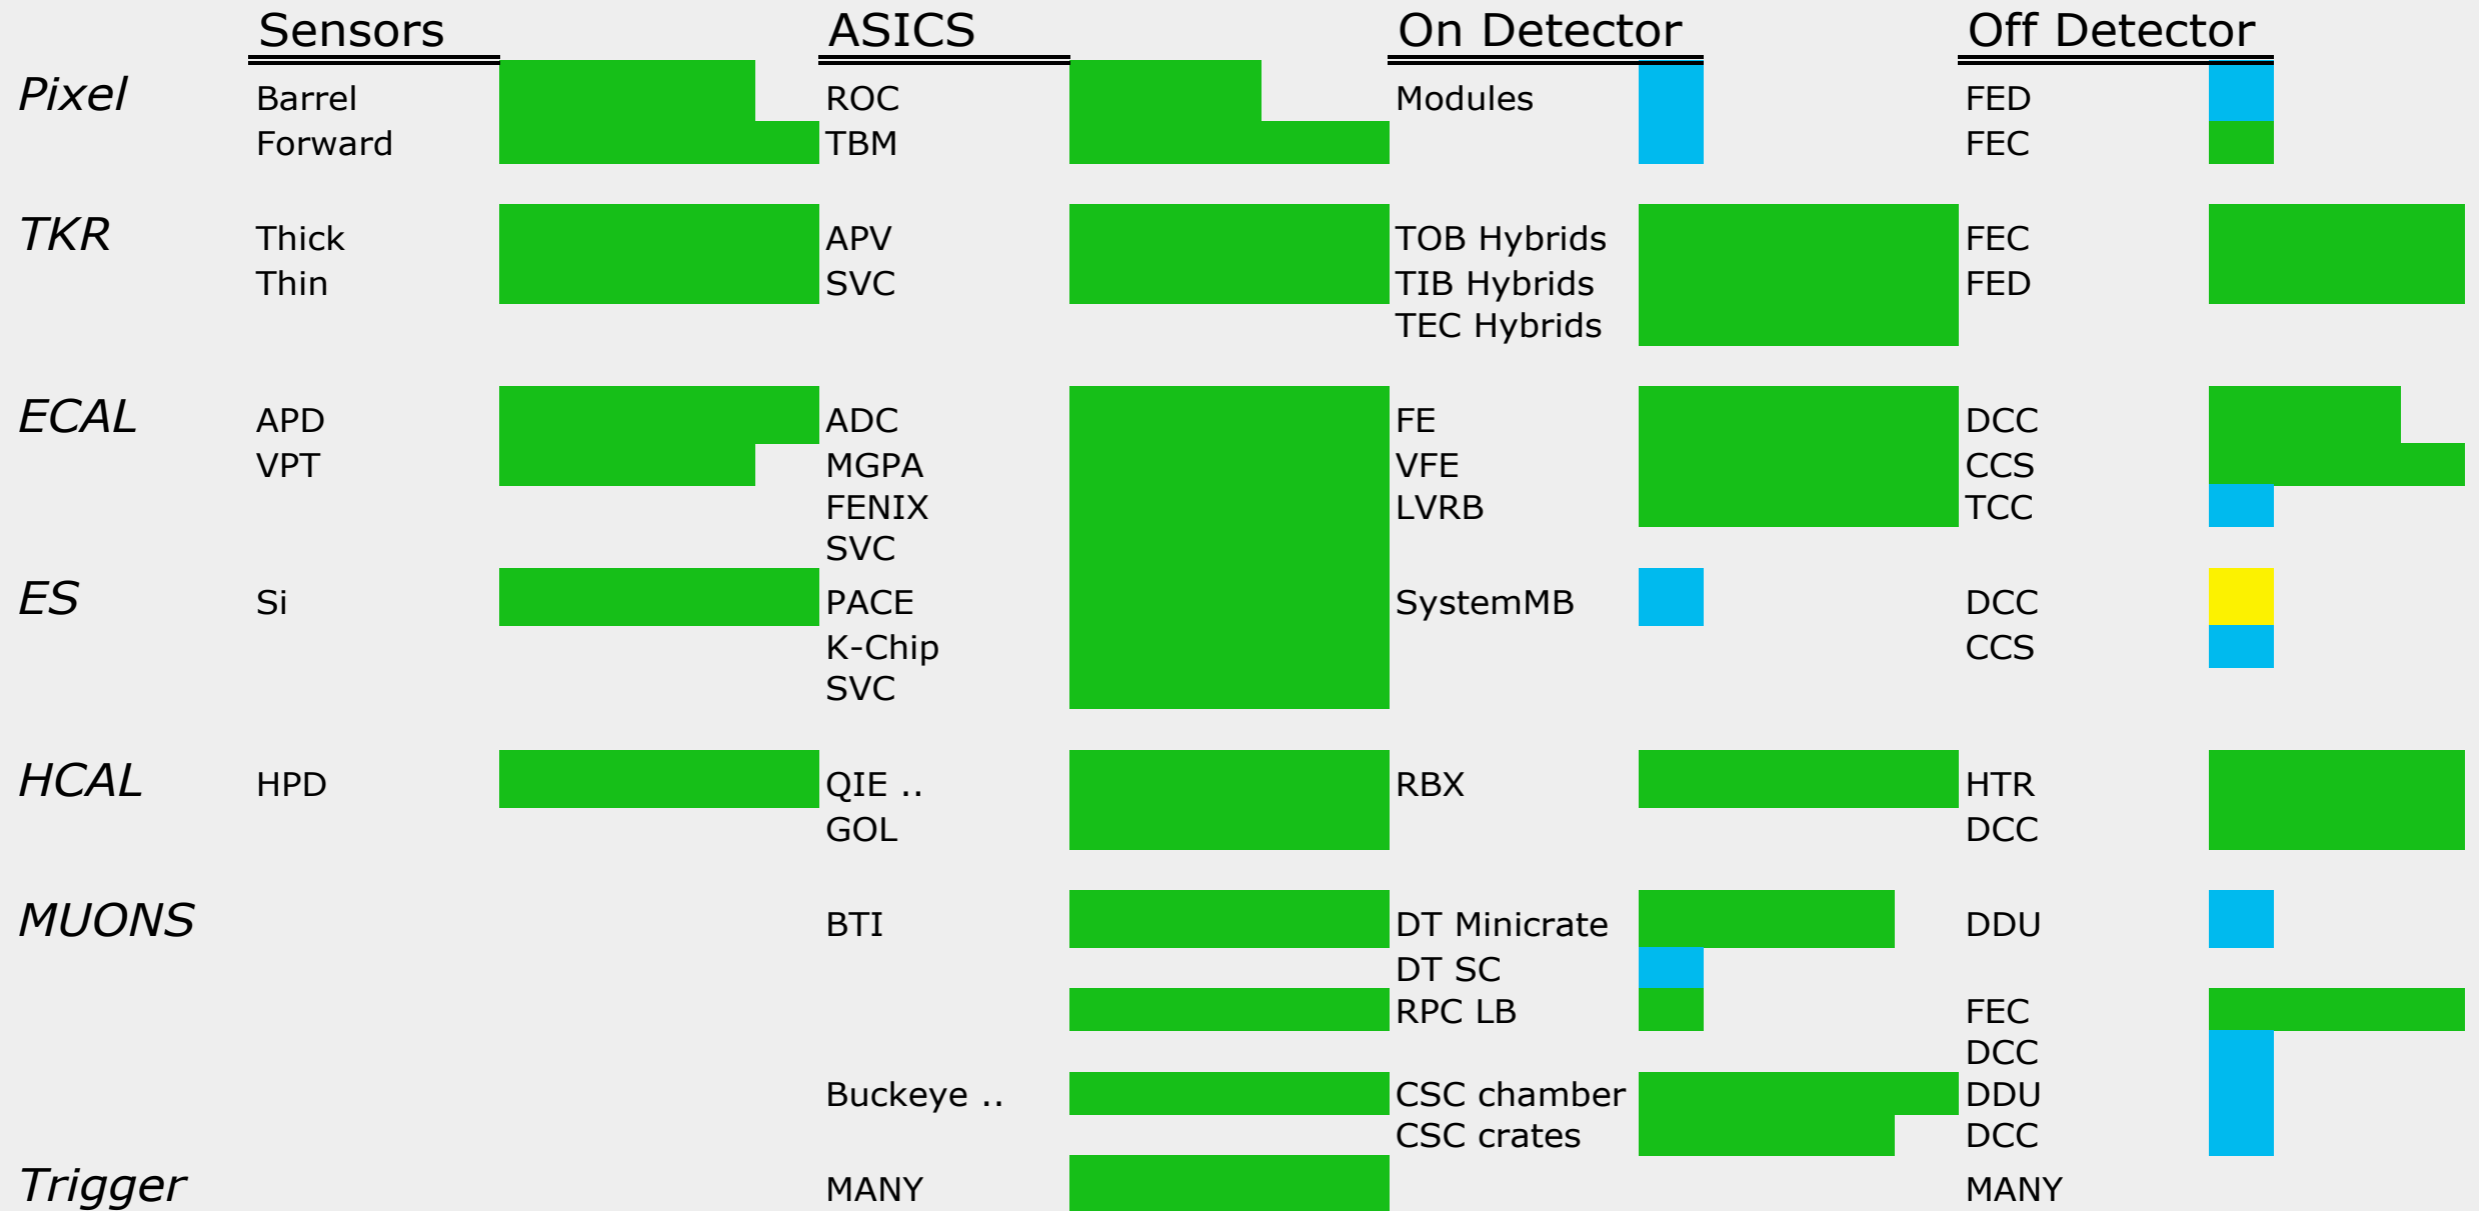 Sensors ASICS On Detector Off Detector
Pixel Barrel ROC Modules FED
Forward TBM FEC
TKR Thick APV TOB Hybrids FEC
Thin SVC TIB Hybrids FED
TEC Hybrids
ECAL APD ADC FE DCC
VPT MGPA VFE CCS
FENIX LVRB TCC
SVC
ES Si PACE SystemMB DCC
K-Chip CCS
SVC
HCAL HPD QIE .. RBX HTR
GOL DCC
MUONS BTI DT Minicrate DDU
DT SC
RPC LB FEC
DCC
Buckeye .. CSC chamber DDU
CSC crates DCC
Trigger MANY MANY